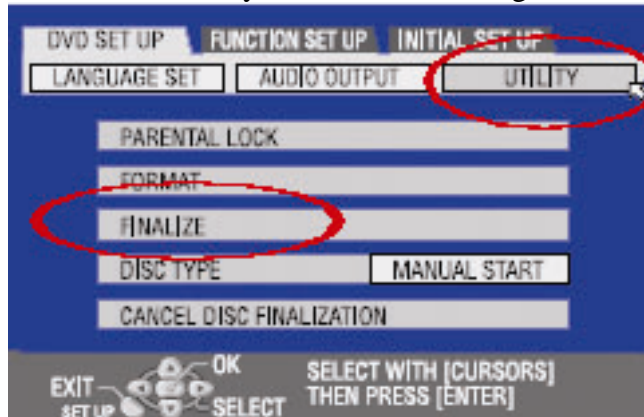 DVD SET UP FUNCTION SET UP INITIAL SET UP
LANGUAGE SET AUDIO OUTPUT UTILITY
PARENTAL LOCK
FORMAT
FINALIZE
DISC TYPE MANUAL START
CANCEL DISC FINALIZATION
OK
EXIT
SET UP
SELECT
SELECT WITH [CURSORS]
THEN PRESS [ENTER]